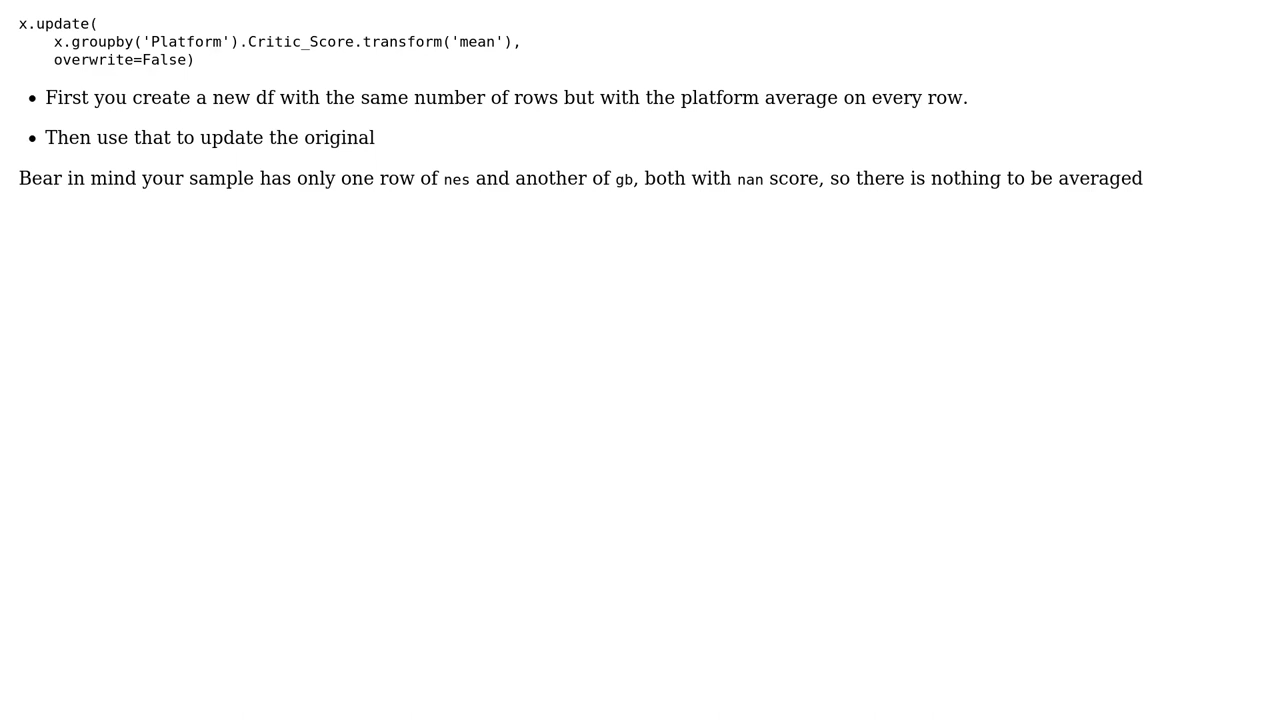 x.update(
    x.groupby('Platform').Critic_Score.transform('mean'),
    overwrite=False)
• First you create a new df with the same number of rows but with the platform average on every row.
• Then use that to update the original
Bear in mind your sample has only one row of nes and another of gb, both with nan score, so there is nothing to be averaged